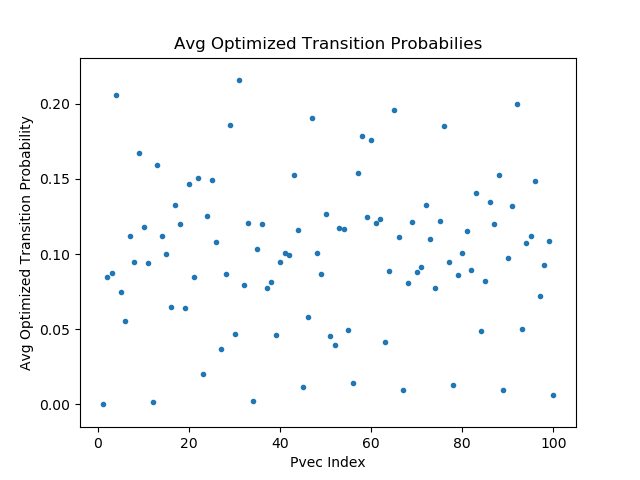 Avg Optimized Transition Probabilies
0.20
0.15
0.10
0.05
0.00
Avg Optimized Transition Probability
0 20 40 60 80 100
Pvec Index